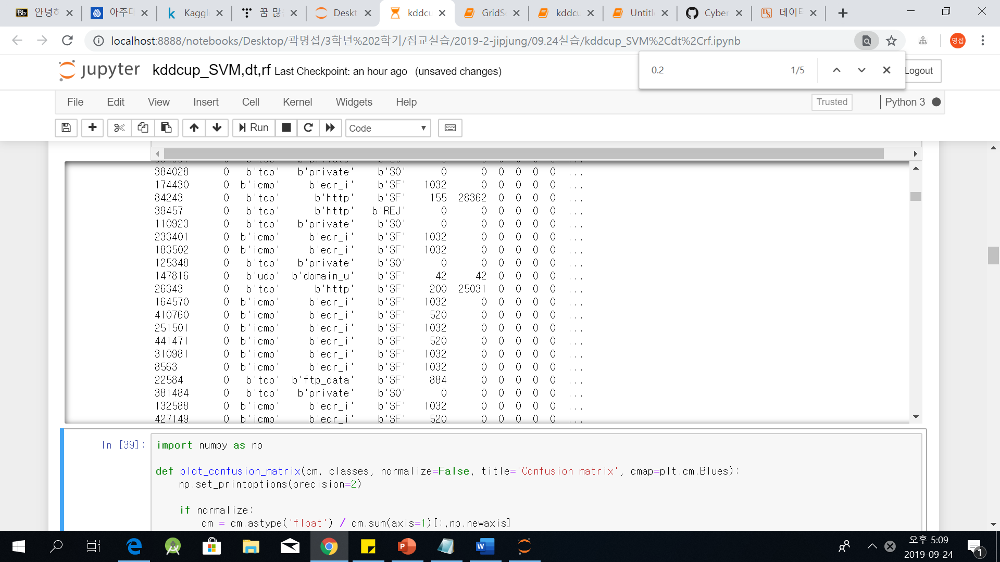 안녕히
아주대
Kaggle
꿈 많은
Deskt
kddcu
GridSe
kddcu
Untitle
Cyber
데이터
localhost:8888/notebooks/Desktop/곽명섭/3학년%202학기/집교실습/2019-2-jipjung/09.24실습/kddcup_SVM%2Cdt%2Crf.ipynb
명섭
jupyter kddcup_SVM,dt,rf Last Checkpoint: an hour ago (unsaved changes)
0.2 1/5
Logout
File Edit View Insert Cell Kernel Widgets Help
Trusted Python 3
Run Code
384028 0 b'tcp' b'private' b'S0' 0 0 0 0 0 0 ...
174430 0 b'icmp' b'ecr_i' b'SF' 1032 0 0 0 0 0 ...
84243 0 b'tcp' b'http' b'SF' 155 28362 0 0 0 0 ...
39457 0 b'tcp' b'http' b'REJ' 0 0 0 0 0 0 ...
110923 0 b'tcp' b'private' b'S0' 0 0 0 0 0 0 ...
233401 0 b'icmp' b'ecr_i' b'SF' 1032 0 0 0 0 0 ...
183502 0 b'icmp' b'ecr_i' b'SF' 1032 0 0 0 0 0 ...
125348 0 b'tcp' b'private' b'S0' 0 0 0 0 0 0 ...
147816 0 b'udp' b'domain_u' b'SF' 42 42 0 0 0 0 ...
26343 0 b'tcp' b'http' b'SF' 200 25031 0 0 0 0 ...
164570 0 b'icmp' b'ecr_i' b'SF' 1032 0 0 0 0 0 ...
410760 0 b'icmp' b'ecr_i' b'SF' 520 0 0 0 0 0 ...
251501 0 b'icmp' b'ecr_i' b'SF' 1032 0 0 0 0 0 ...
441471 0 b'icmp' b'ecr_i' b'SF' 520 0 0 0 0 0 ...
310981 0 b'icmp' b'ecr_i' b'SF' 1032 0 0 0 0 0 ...
8563 0 b'icmp' b'ecr_i' b'SF' 1032 0 0 0 0 0 ...
22584 0 b'tcp' b'ftp_data' b'SF' 884 0 0 0 0 0 ...
381484 0 b'tcp' b'private' b'S0' 0 0 0 0 0 0 ...
132588 0 b'icmp' b'ecr_i' b'SF' 1032 0 0 0 0 0 ...
427149 0 b'icmp' b'ecr_i' b'SF' 520 0 0 0 0 0 ...
In [39]: import numpy as np
def plot_confusion_matrix(cm, classes, normalize=False, title='Confusion matrix', cmap=plt.cm.Blues):
np.set_printoptions(precision=2)
if normalize:
cm = cm.astype('float') / cm.sum(axis=1)[:,np.newaxis]
오후 5:09
2019-09-24
1